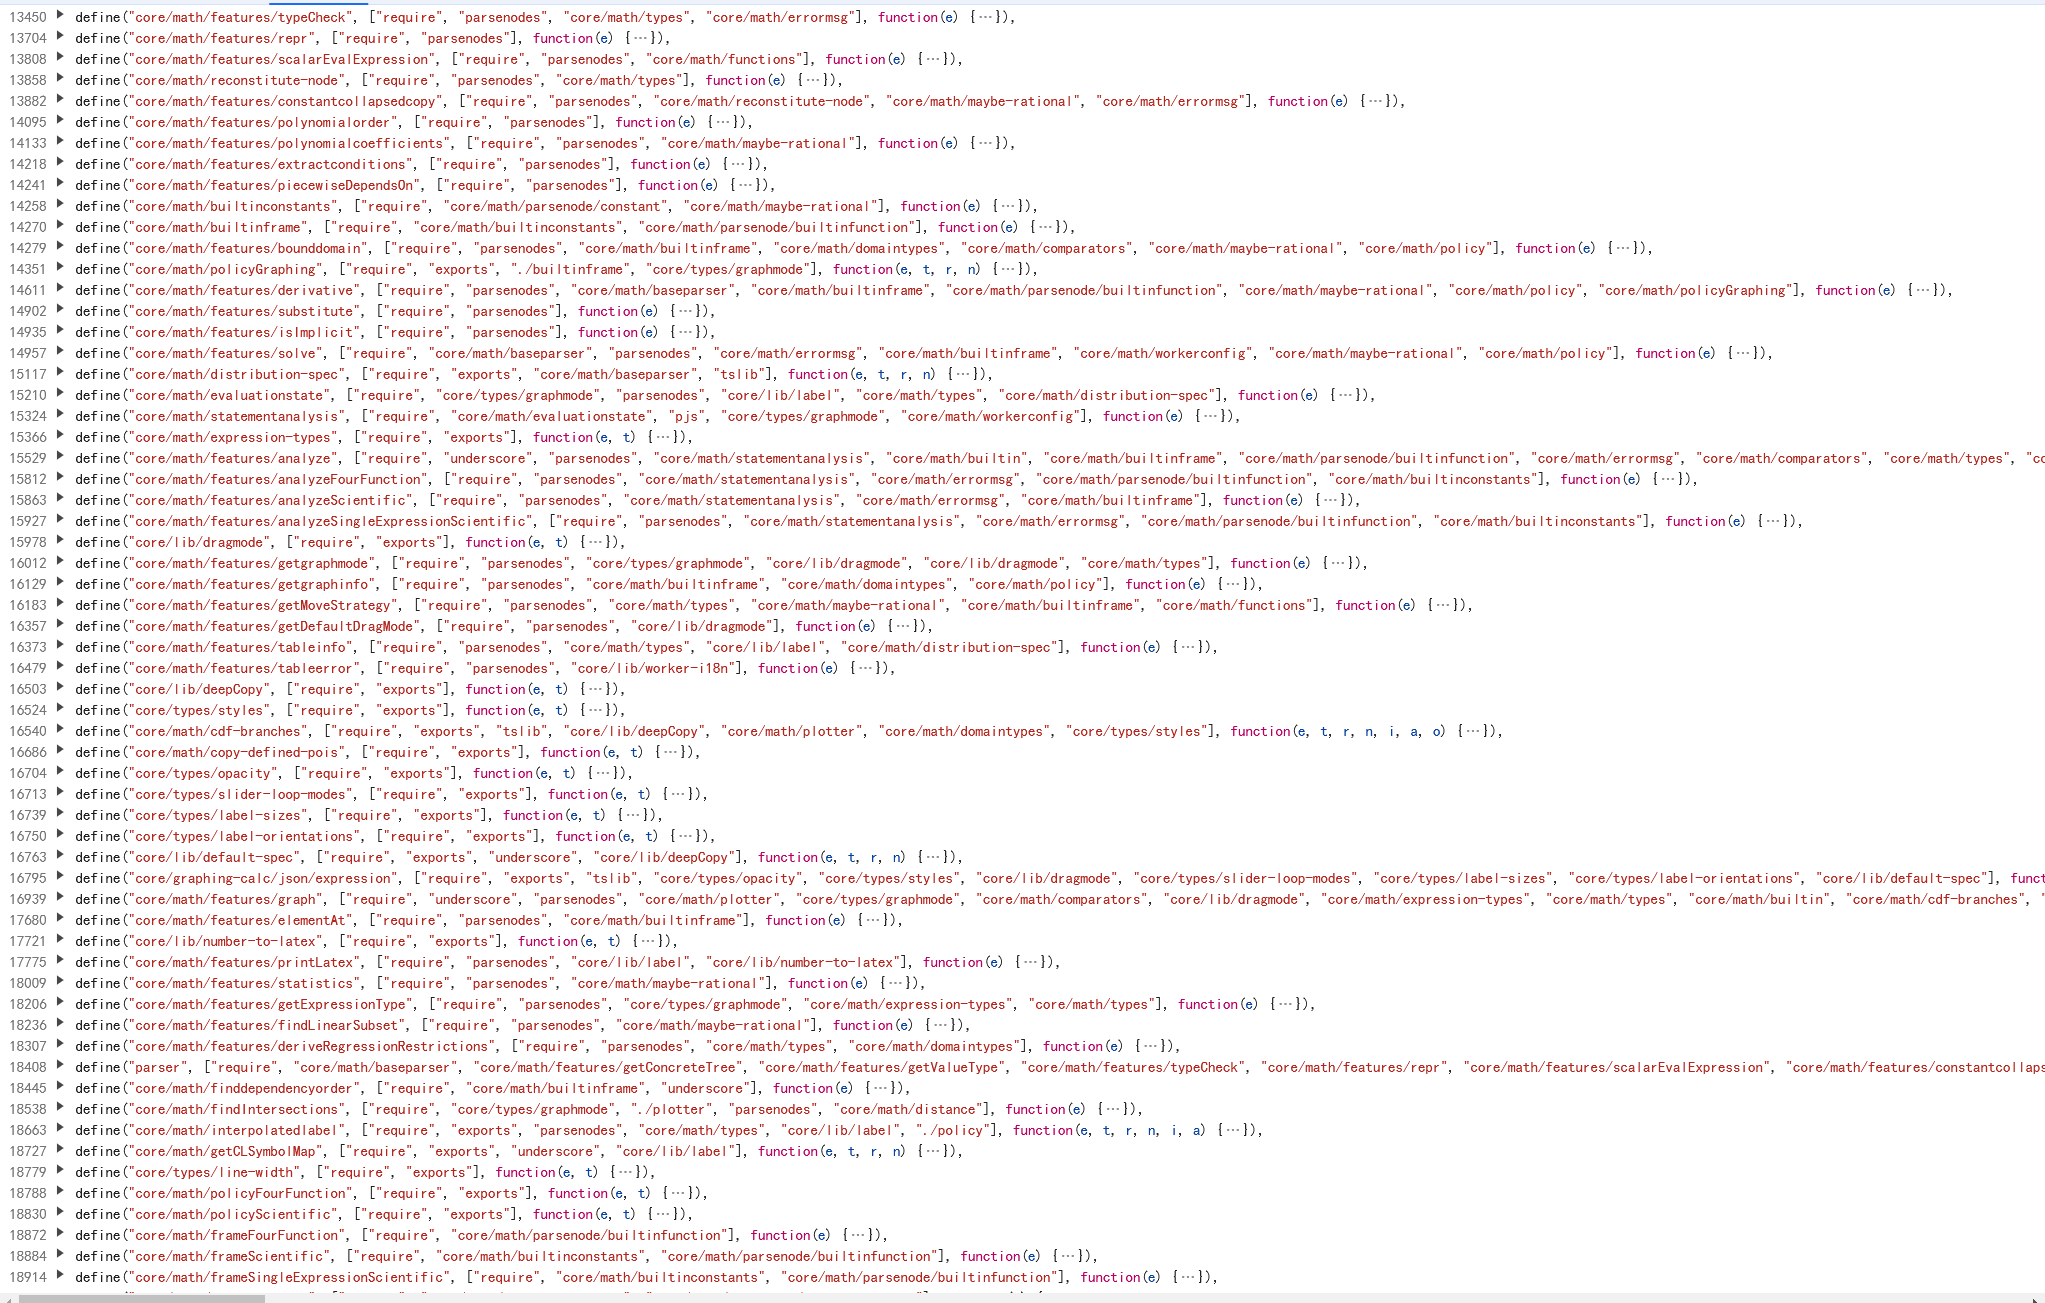 13450 define("core/math/features/typeCheck", ["require", "parsenodes", "core/math/types", "core/math/errormsg"], function(e) {…}),
13704 define("core/math/features/repr", ["require", "parsenodes"], function(e) {…}),
13808 define("core/math/features/scalarEvalExpression", ["require", "parsenodes", "core/math/functions"], function(e) {…}),
13858 define("core/math/reconstitute-node", ["require", "parsenodes", "core/math/types"], function(e) {…}),
13882 define("core/math/features/constantcollapsedcopy", ["require", "parsenodes", "core/math/reconstitute-node", "core/math/maybe-rational", "core/math/errormsg"], function(e) {…}),
14095 define("core/math/features/polynomialorder", ["require", "parsenodes"], function(e) {…}),
14133 define("core/math/features/polynomialcoefficients", ["require", "parsenodes", "core/math/maybe-rational"], function(e) {…}),
14218 define("core/math/features/extractconditions", ["require", "parsenodes"], function(e) {…}),
14241 define("core/math/features/piecewiseDependsOn", ["require", "parsenodes"], function(e) {…}),
14258 define("core/math/builtinconstants", ["require", "core/math/parsenode/constant", "core/math/maybe-rational"], function(e) {…}),
14270 define("core/math/builtinframe", ["require", "core/math/builtinconstants", "core/math/parsenode/builtinfunction"], function(e) {…}),
14279 define("core/math/features/bounddomain", ["require", "parsenodes", "core/math/builtinframe", "core/math/domaintypes", "core/math/comparators", "core/math/maybe-rational", "core/math/policy"], function(e) {…}),
14351 define("core/math/policyGraphing", ["require", "exports", "./builtinframe", "core/types/graphmode"], function(e, t, r, n) {…}),
14611 define("core/math/features/derivative", ["require", "parsenodes", "core/math/baseparser", "core/math/builtinframe", "core/math/parsenode/builtinfunction", "core/math/maybe-rational", "core/math/policy", "core/math/policyGraphing"], function(e) {…}),
14902 define("core/math/features/substitute", ["require", "parsenodes"], function(e) {…}),
14935 define("core/math/features/isImplicit", ["require", "parsenodes"], function(e) {…}),
14957 define("core/math/features/solve", ["require", "core/math/baseparser", "parsenodes", "core/math/errormsg", "core/math/builtinframe", "core/math/workerconfig", "core/math/maybe-rational", "core/math/policy"], function(e) {…}),
15117 define("core/math/distribution-spec", ["require", "exports", "core/math/baseparser", "tslib"], function(e, t, r, n) {…}),
15210 define("core/math/evaluationstate", ["require", "core/types/graphmode", "parsenodes", "core/lib/label", "core/math/types", "core/math/distribution-spec"], function(e) {…}),
15324 define("core/math/statementanalysis", ["require", "core/math/evaluationstate", "pjs", "core/types/graphmode", "core/math/workerconfig"], function(e) {…}),
15366 define("core/math/expression-types", ["require", "exports"], function(e, t) {…}),
15529 define("core/math/features/analyze", ["require", "underscore", "parsenodes", "core/math/statementanalysis", "core/math/builtin", "core/math/builtinframe", "core/math/parsenode/builtinfunction", "core/math/errormsg", "core/math/comparators", "core/math/types", "co
15812 define("core/math/features/analyzeFourFunction", ["require", "parsenodes", "core/math/statementanalysis", "core/math/errormsg", "core/math/parsenode/builtinfunction", "core/math/builtinconstants"], function(e) {…}),
15863 define("core/math/features/analyzeScientific", ["require", "parsenodes", "core/math/statementanalysis", "core/math/errormsg", "core/math/builtinframe"], function(e) {…}),
15927 define("core/math/features/analyzeSingleExpressionScientific", ["require", "parsenodes", "core/math/statementanalysis", "core/math/errormsg", "core/math/parsenode/builtinfunction", "core/math/builtinconstants"], function(e) {…}),
15978 define("core/lib/dragmode", ["require", "exports"], function(e, t) {…}),
16012 define("core/math/features/getgraphmode", ["require", "parsenodes", "core/types/graphmode", "core/lib/dragmode", "core/lib/dragmode", "core/math/types"], function(e) {…}),
16129 define("core/math/features/getgraphinfo", ["require", "parsenodes", "core/math/builtinframe", "core/math/domaintypes", "core/math/policy"], function(e) {…}),
16183 define("core/math/features/getMoveStrategy", ["require", "parsenodes", "core/math/types", "core/math/maybe-rational", "core/math/builtinframe", "core/math/functions"], function(e) {…}),
16357 define("core/math/features/getDefaultDragMode", ["require", "parsenodes", "core/lib/dragmode"], function(e) {…}),
16373 define("core/math/features/tableinfo", ["require", "parsenodes", "core/math/types", "core/lib/label", "core/math/distribution-spec"], function(e) {…}),
16479 define("core/math/features/tableerror", ["require", "parsenodes", "core/lib/worker-i18n"], function(e) {…}),
16503 define("core/lib/deepCopy", ["require", "exports"], function(e, t) {…}),
16524 define("core/types/styles", ["require", "exports"], function(e, t) {…}),
16540 define("core/math/cdf-branches", ["require", "exports", "tslib", "core/lib/deepCopy", "core/math/plotter", "core/math/domaintypes", "core/types/styles"], function(e, t, r, n, i, a, o) {…}),
16686 define("core/math/copy-defined-pois", ["require", "exports"], function(e, t) {…}),
16704 define("core/types/opacity", ["require", "exports"], function(e, t) {…}),
16713 define("core/types/slider-loop-modes", ["require", "exports"], function(e, t) {…}),
16739 define("core/types/label-sizes", ["require", "exports"], function(e, t) {…}),
16750 define("core/types/label-orientations", ["require", "exports"], function(e, t) {…}),
16763 define("core/lib/default-spec", ["require", "exports", "underscore", "core/lib/deepCopy"], function(e, t, r, n) {…}),
16795 define("core/graphing-calc/json/expression", ["require", "exports", "tslib", "core/types/opacity", "core/types/styles", "core/lib/dragmode", "core/types/slider-loop-modes", "core/types/label-sizes", "core/types/label-orientations", "core/lib/default-spec"], funct
16939 define("core/math/features/graph", ["require", "underscore", "parsenodes", "core/math/plotter", "core/types/graphmode", "core/math/comparators", "core/lib/dragmode", "core/math/expression-types", "core/math/types", "core/math/builtin", "core/math/cdf-branches", "
17680 define("core/math/features/elementAt", ["require", "parsenodes", "core/math/builtinframe"], function(e) {…}),
17721 define("core/lib/number-to-latex", ["require", "exports"], function(e, t) {…}),
17775 define("core/math/features/printLatex", ["require", "parsenodes", "core/lib/label", "core/lib/number-to-latex"], function(e) {…}),
18009 define("core/math/features/statistics", ["require", "parsenodes", "core/math/maybe-rational"], function(e) {…}),
18206 define("core/math/features/getExpressionType", ["require", "parsenodes", "core/types/graphmode", "core/math/expression-types", "core/math/types"], function(e) {…}),
18236 define("core/math/features/findLinearSubset", ["require", "parsenodes", "core/math/maybe-rational"], function(e) {…}),
18307 define("core/math/features/deriveRegressionRestrictions", ["require", "parsenodes", "core/math/types", "core/math/domaintypes"], function(e) {…}),
18408 define("parser", ["require", "core/math/baseparser", "core/math/features/getConcreteTree", "core/math/features/getValueType", "core/math/features/typeCheck", "core/math/features/repr", "core/math/features/scalarEvalExpression", "core/math/features/constantcollaps
18445 define("core/math/finddependencyorder", ["require", "core/math/builtinframe", "underscore"], function(e) {…}),
18538 define("core/math/findIntersections", ["require", "core/types/graphmode", "./plotter", "parsenodes", "core/math/distance"], function(e) {…}),
18663 define("core/math/interpolatedlabel", ["require", "exports", "parsenodes", "core/math/types", "core/lib/label", "./policy"], function(e, t, r, n, i, a) {…}),
18727 define("core/math/getCLSymbolMap", ["require", "exports", "underscore", "core/lib/label"], function(e, t, r, n) {…}),
18779 define("core/types/line-width", ["require", "exports"], function(e, t) {…}),
18788 define("core/math/policyFourFunction", ["require", "exports"], function(e, t) {…}),
18830 define("core/math/policyScientific", ["require", "exports"], function(e, t) {…}),
18872 define("core/math/frameFourFunction", ["require", "core/math/parsenode/builtinfunction"], function(e) {…}),
18884 define("core/math/frameScientific", ["require", "core/math/builtinconstants", "core/math/parsenode/builtinfunction"], function(e) {…}),
18914 define("core/math/frameSingleExpressionScientific", ["require", "core/math/builtinconstants", "core/math/parsenode/builtinfunction"], function(e) {…}),